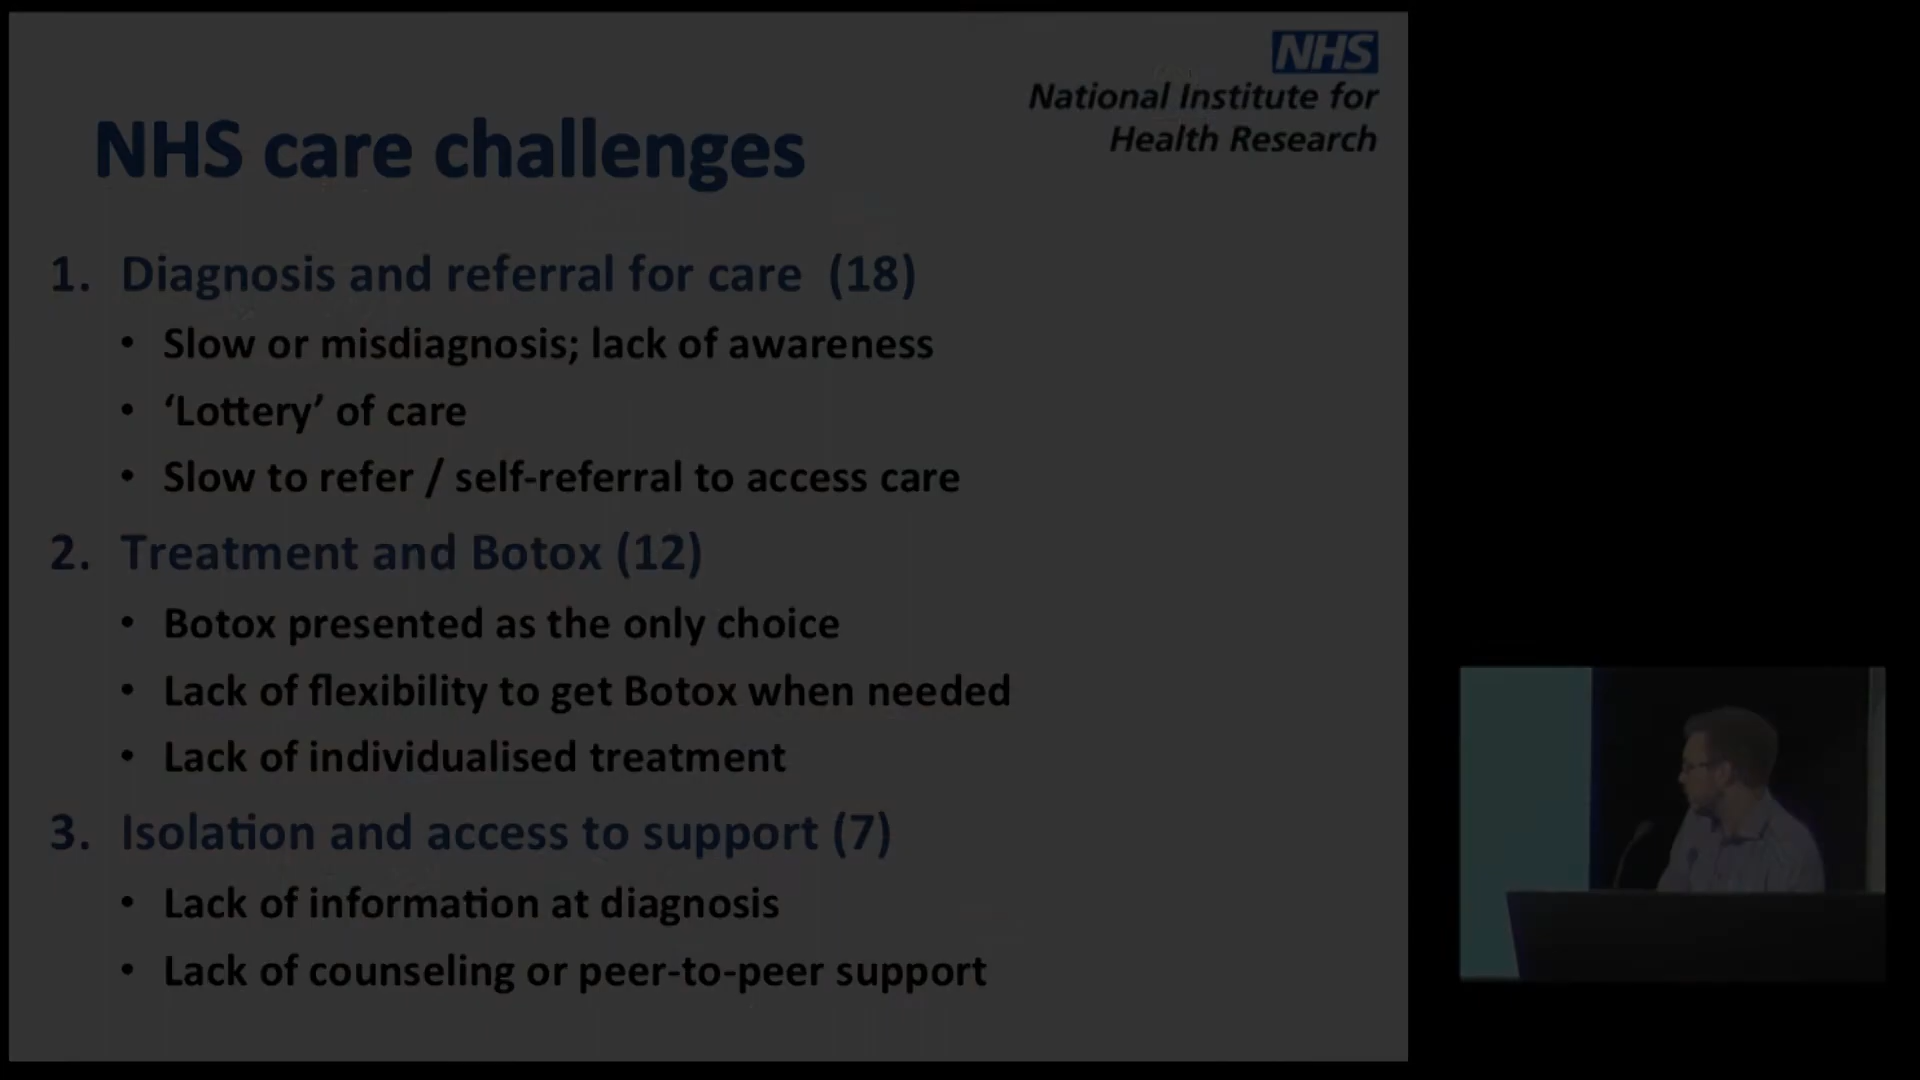 NHS
National Institute for
Health Research
NHS care challenges
1. Diagnosis and referral for care (18)
• Slow or misdiagnosis; lack of awareness
• ‘Lottery’ of care
• Slow to refer / self-referral to access care
2. Treatment and Botox (12)
• Botox presented as the only choice
• Lack of flexibility to get Botox when needed
• Lack of individualised treatment
3. Isolation and access to support (7)
• Lack of information at diagnosis
• Lack of counseling or peer-to-peer support